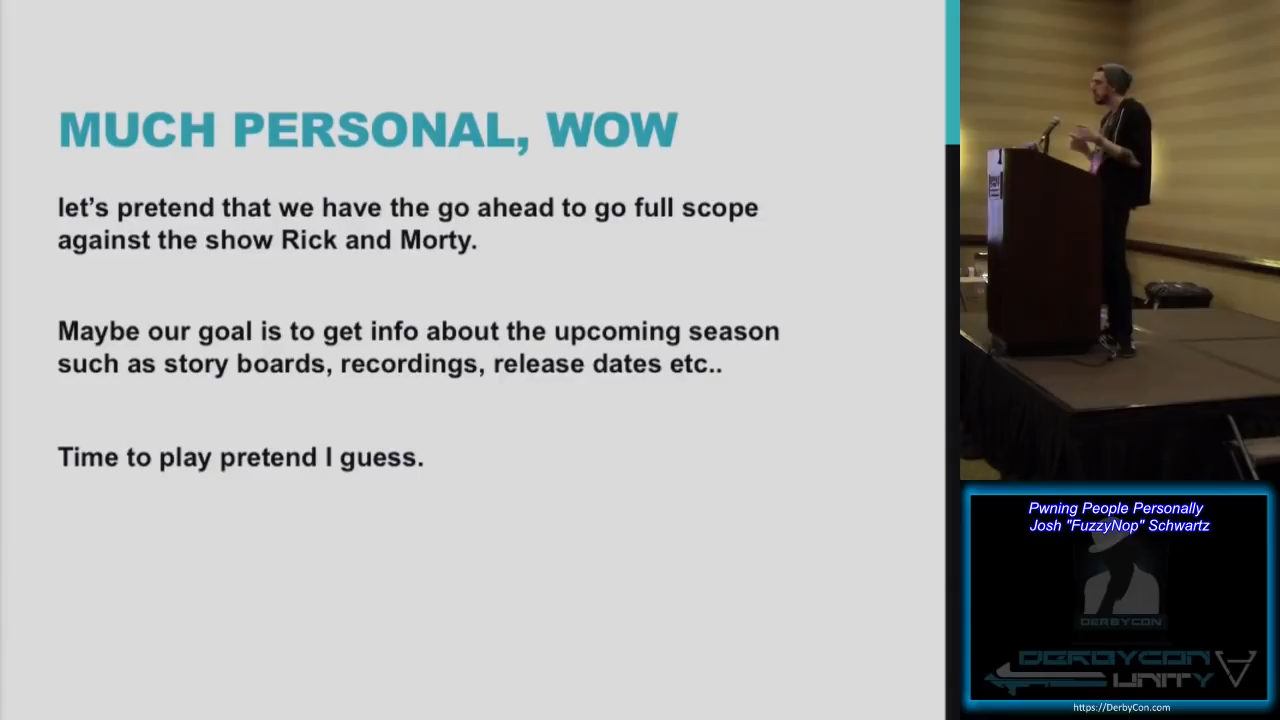 MUCH PERSONAL, WOW
let's pretend that we have the go ahead to go full scope
against the show Rick and Morty.
Maybe our goal is to get info about the upcoming season
such as story boards, recordings, release dates etc..
Time to play pretend I guess.
Pwning People Personally
Josh "FuzzyNop" Schwartz
DERBYCON
DERBYCON
UNITY
https://DerbyCon.com